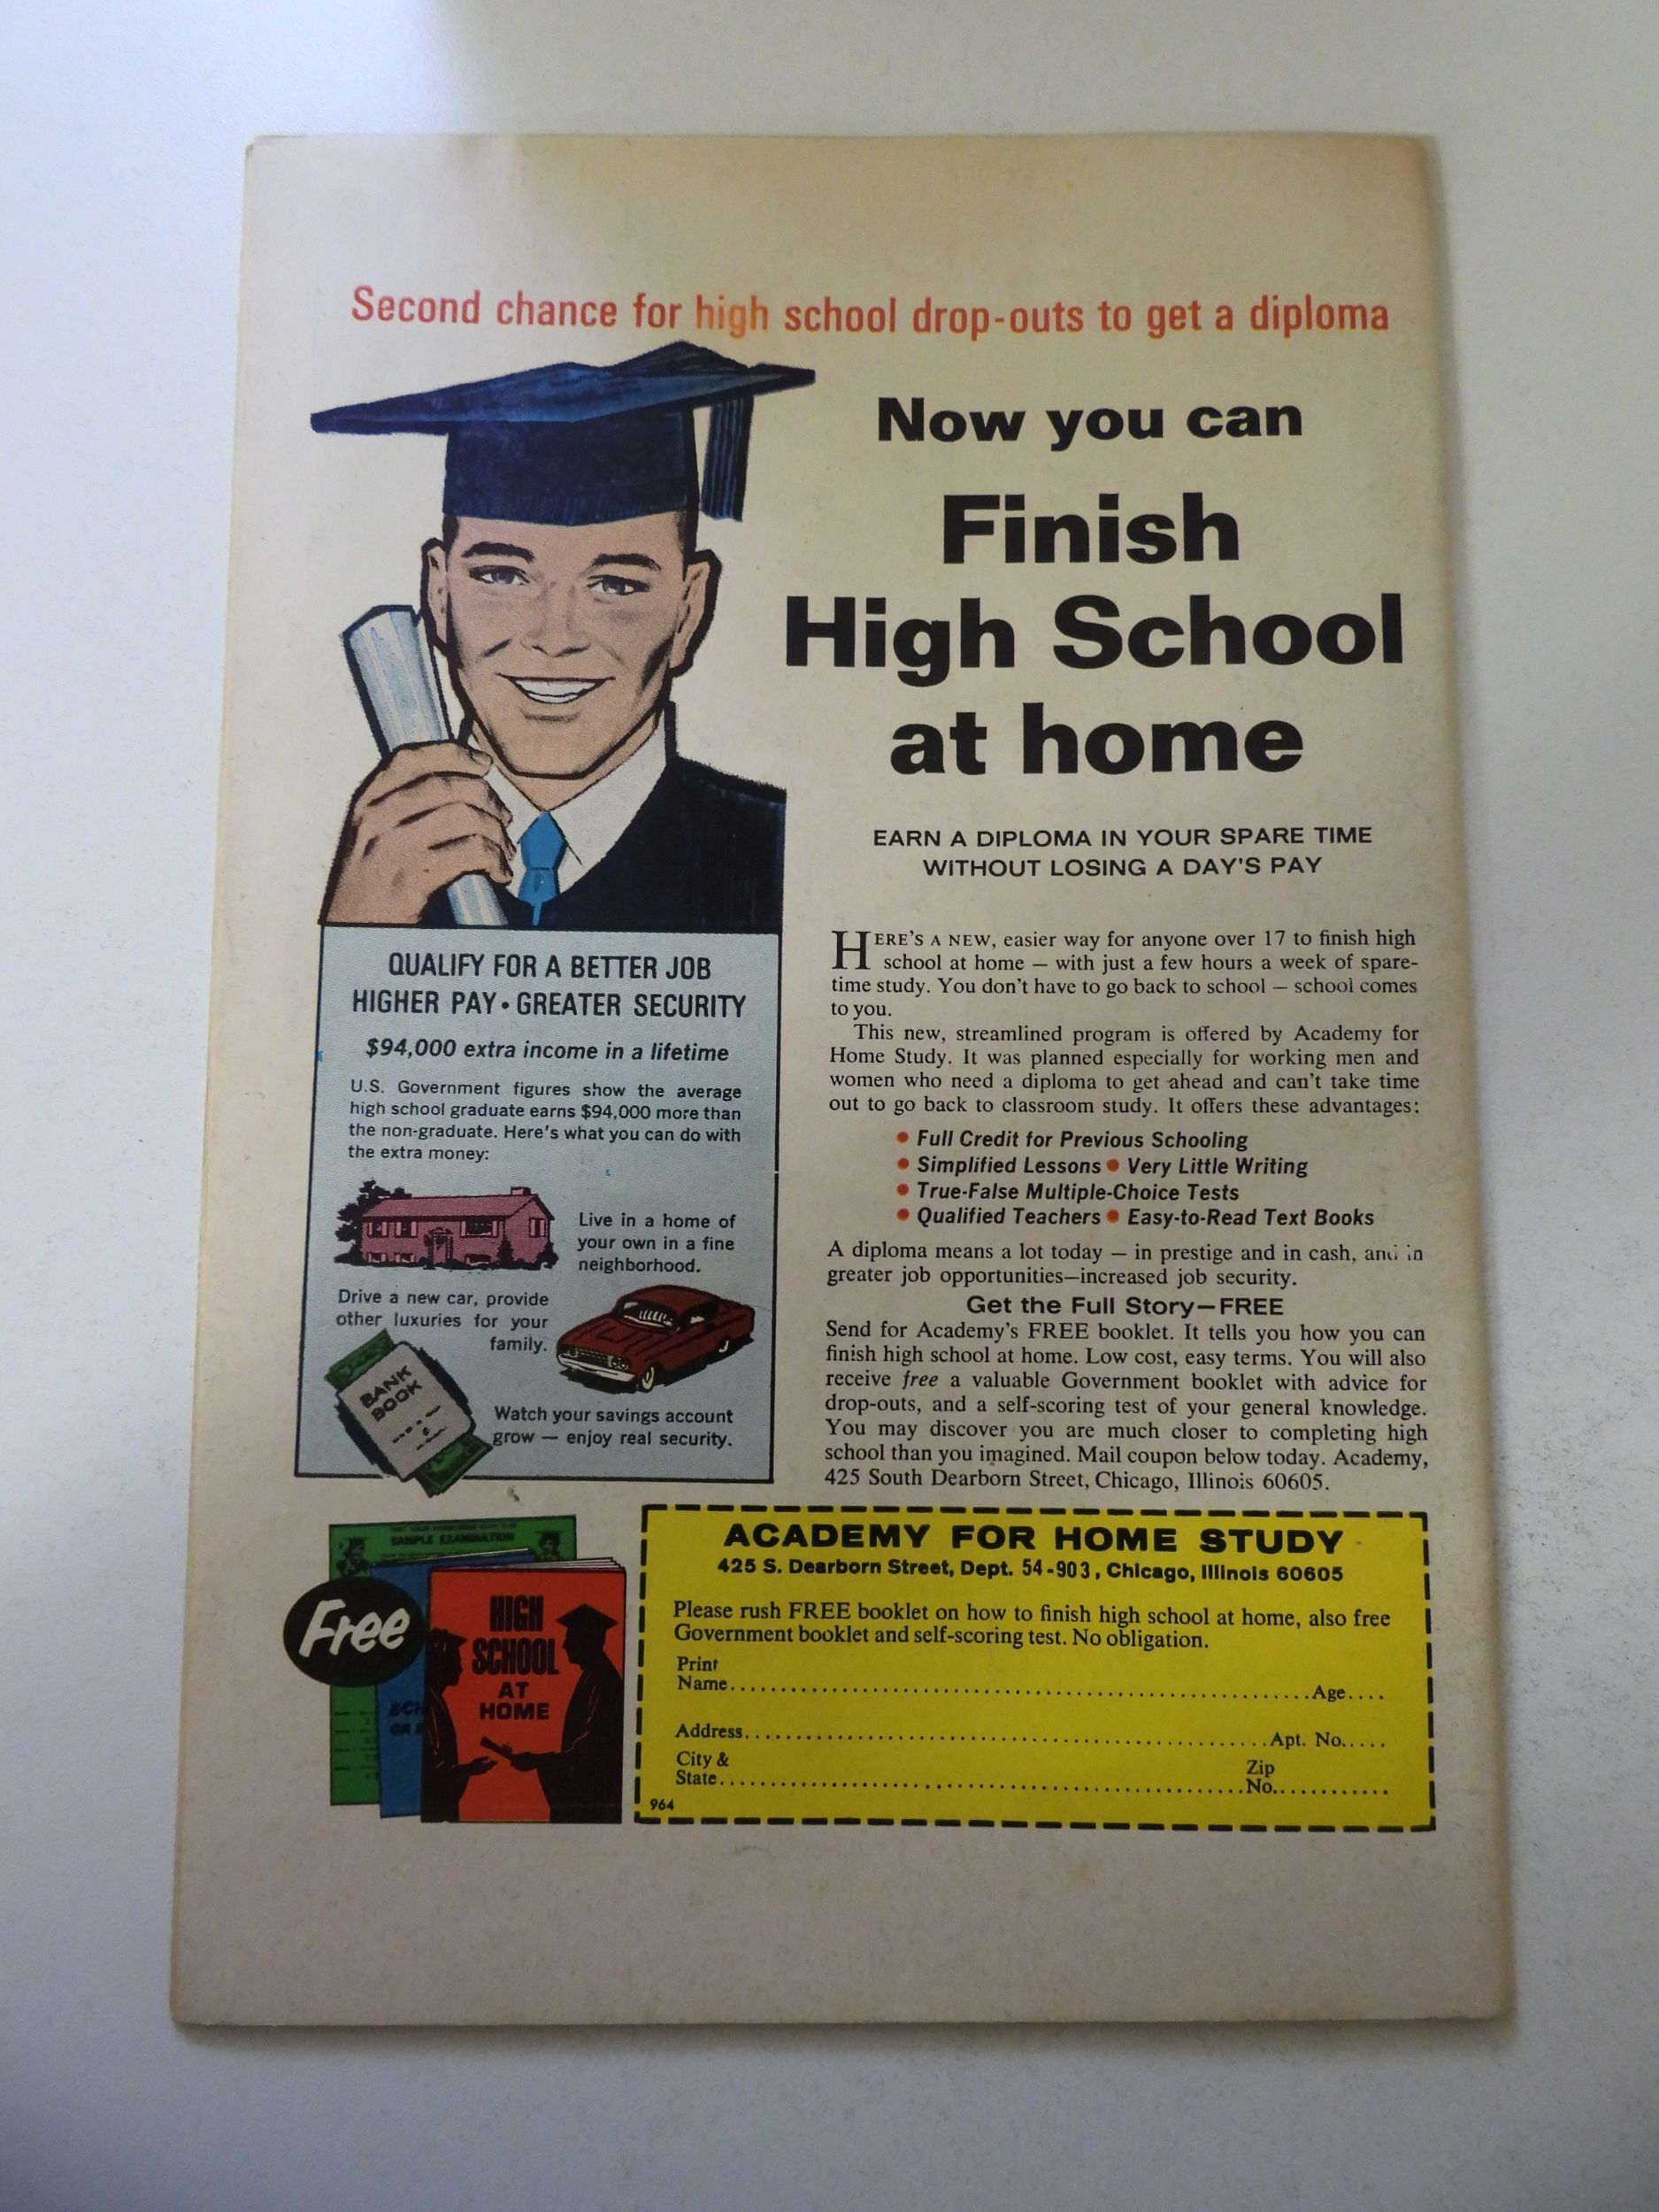 Second chance for high school drop-outs to get a diploma
Now you can
Finish
High School
at home
EARN A DIPLOMA IN YOUR SPARE TIME
WITHOUT LOSING A DAY'S PAY
HERE'S A NEW, easier way for anyone over 17 to finish high
school at home — with just a few hours a week of spare-
time study. You don't have to go back to school — school comes
to you.
This new, streamlined program is offered by Academy for
Home Study. It was planned especially for working men and
women who need a diploma to get ahead and can't take time
out to go back to classroom study. It offers these advantages:
• Full Credit for Previous Schooling
• Simplified Lessons • Very Little Writing
• True-False Multiple-Choice Tests
• Qualified Teachers • Easy-to-Read Text Books
A diploma means a lot today — in prestige and in cash, and in
greater job opportunities—increased job security.
Get the Full Story—FREE
Send for Academy's FREE booklet. It tells you how you can
finish high school at home. Low cost, easy terms. You will also
receive free a valuable Government booklet with advice for
drop-outs, and a self-scoring test of your general knowledge.
You may discover you are much closer to completing high
school than you imagined. Mail coupon below today. Academy,
425 South Dearborn Street, Chicago, Illinois 60605.
QUALIFY FOR A BETTER JOB
HIGHER PAY • GREATER SECURITY
$94,000 extra income in a lifetime
U.S. Government figures show the average
high school graduate earns $94,000 more than
the non-graduate. Here's what you can do with
the extra money:
Live in a home of
your own in a fine
neighborhood.
Drive a new car, provide
other luxuries for your
family.
BANK
BOOK
Watch your savings account
grow — enjoy real security.
SAMPLE EXAMINATION
Free
HIGH
SCHOOL
AT
HOME
ACADEMY FOR HOME STUDY
425 S. Dearborn Street, Dept. 54-903, Chicago, Illinois 60605
Please rush FREE booklet on how to finish high school at home, also free
Government booklet and self-scoring test. No obligation.
Print
Name..........Age....
Address..........Apt. No.....
City &
State..........Zip
No............
964